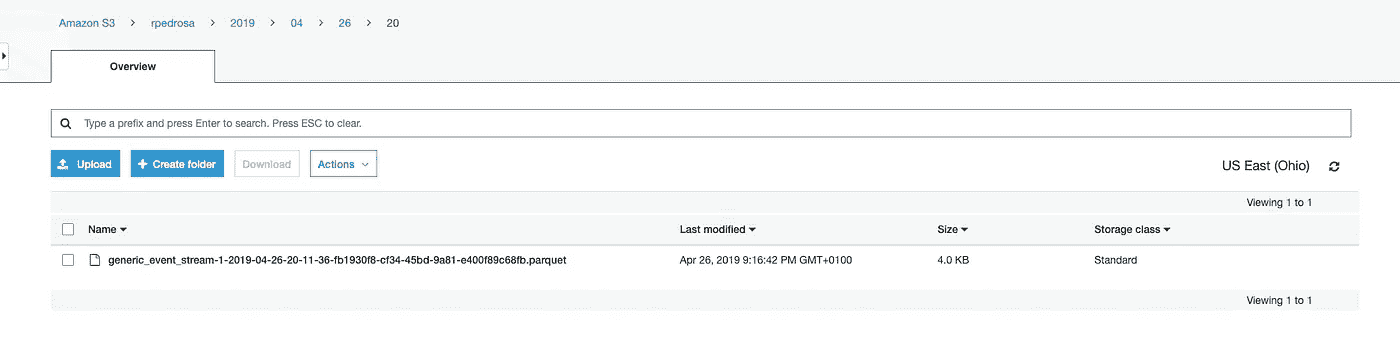 Amazon S3 > rpedrosa > 2019 > 04 > 26 > 20
Overview
Type a prefix and press Enter to search. Press ESC to clear.
Upload + Create folder Download Actions US East (Ohio)
Viewing 1 to 1
Name Last modified Size Storage class
generic_event_stream-1-2019-04-26-20-11-36-fb1930f8-cf34-45bd-9a81-e400f89c68fb.parquet Apr 26, 2019 9:16:42 PM GMT+0100 4.0 KB Standard
Viewing 1 to 1